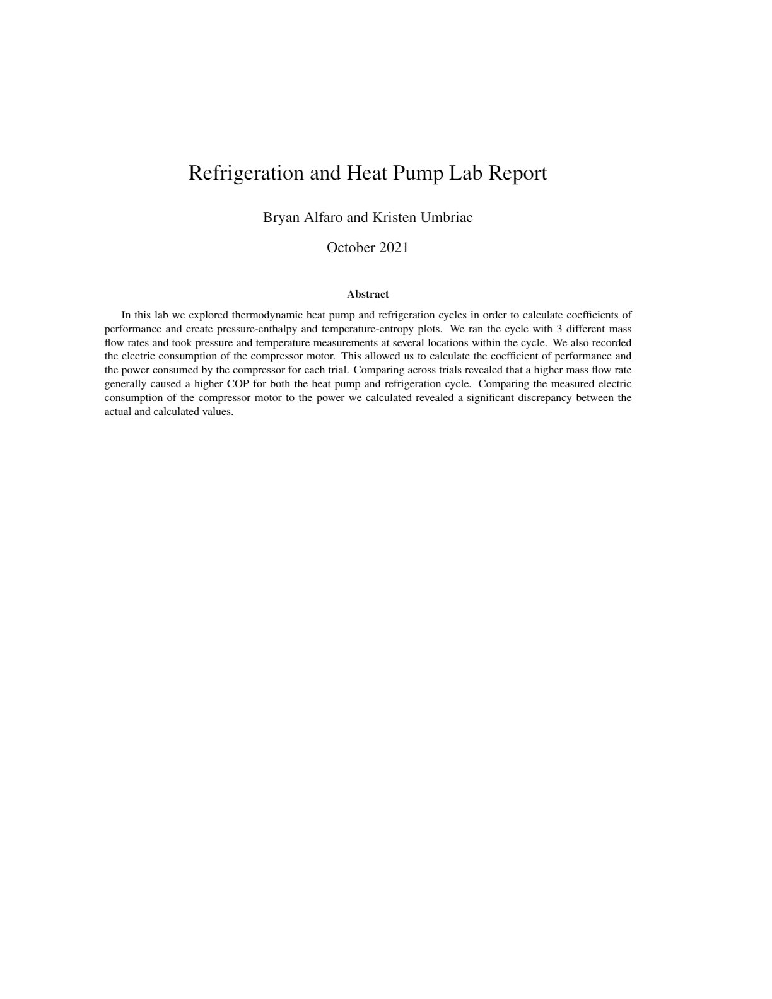 Refrigeration and Heat Pump Lab Report
Bryan Alfaro and Kristen Umbriac
October 2021
Abstract
In this lab we explored thermodynamic heat pump and refrigeration cycles in order to calculate coefficients of
performance and create pressure-enthalpy and temperature-entropy plots. We ran the cycle with 3 different mass
flow rates and took pressure and temperature measurements at several locations within the cycle. We also recorded
the electric consumption of the compressor motor. This allowed us to calculate the coefficient of performance and
the power consumed by the compressor for each trial. Comparing across trials revealed that a higher mass flow rate
generally caused a higher COP for both the heat pump and refrigeration cycle. Comparing the measured electric
consumption of the compressor motor to the power we calculated revealed a significant discrepancy between the
actual and calculated values.